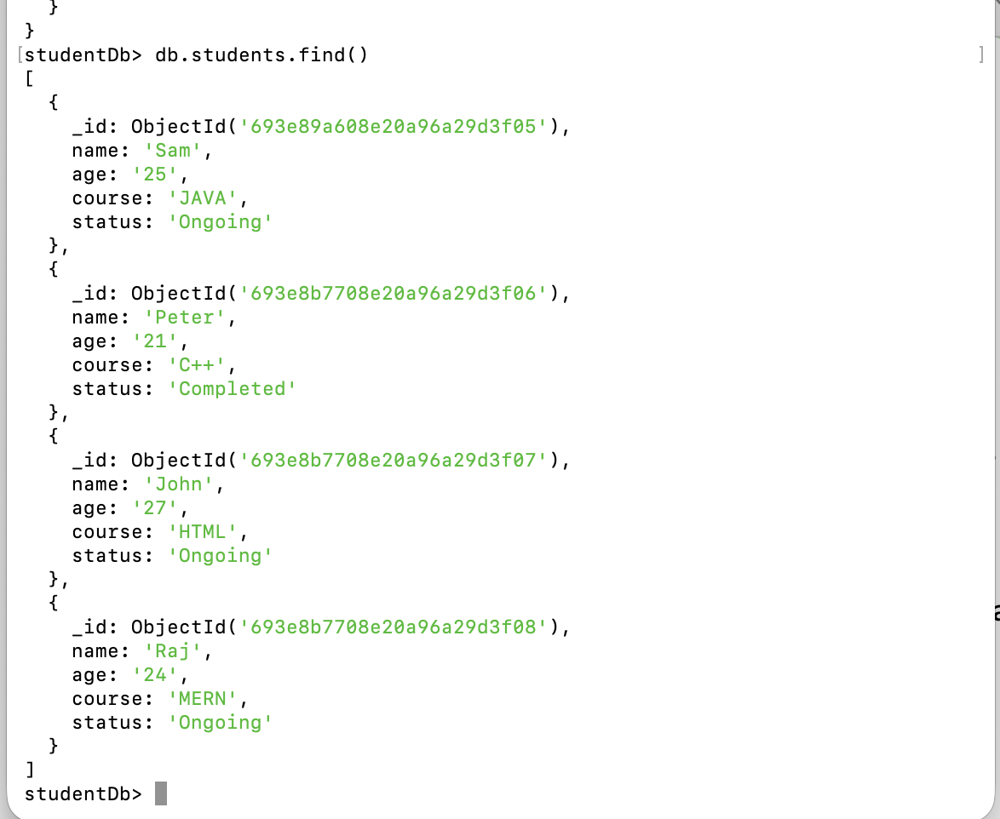 }
}
[studentDb> db.students.find() ]
[
  {
    _id: ObjectId('693e89a608e20a96a29d3f05'),
    name: 'Sam',
    age: '25',
    course: 'JAVA',
    status: 'Ongoing'
  },
  {
    _id: ObjectId('693e8b7708e20a96a29d3f06'),
    name: 'Peter',
    age: '21',
    course: 'C++',
    status: 'Completed'
  },
  {
    _id: ObjectId('693e8b7708e20a96a29d3f07'),
    name: 'John',
    age: '27',
    course: 'HTML',
    status: 'Ongoing'
  },
  {
    _id: ObjectId('693e8b7708e20a96a29d3f08'),
    name: 'Raj',
    age: '24',
    course: 'MERN',
    status: 'Ongoing'
  }
]
studentDb>